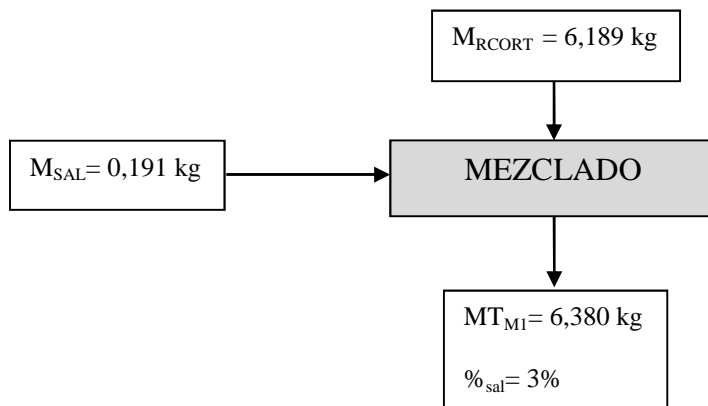 M_RCORT = 6,189 kg
M_SAL= 0,191 kg
MEZCLADO
MT_M1= 6,380 kg
%_sal= 3%